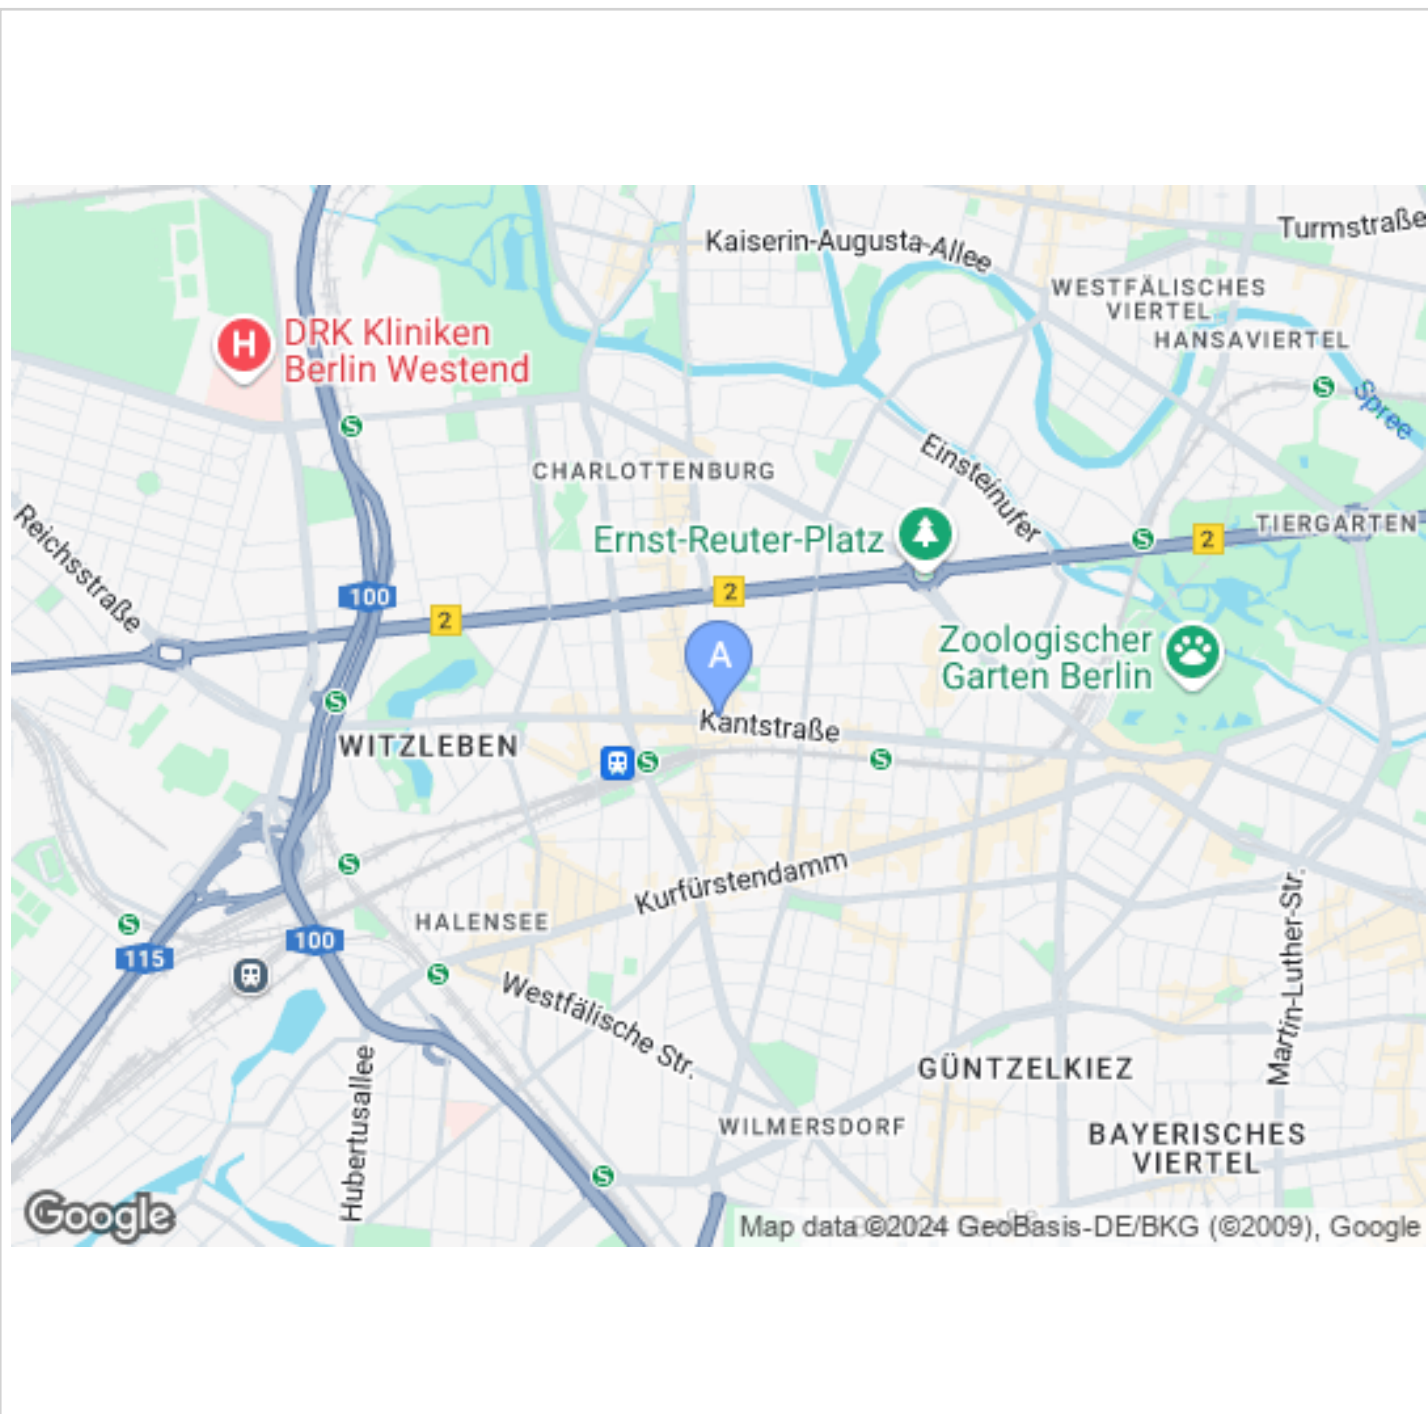 Turmstraße
Kaiserin-Augusta-Allee
WESTFÄLISCHES
VIERTEL
HANSAVIERTEL
H
DRK Kliniken
Berlin Westend
S
S
Spree
CHARLOTTENBURG
Einsteinufer
Reichsstraße
Ernst-Reuter-Platz
S
2
TIERGARTEN
100
2
2
Zoologischer
Garten Berlin
A
S
Kantstraße
WITZLEBEN
S
S
S
Kurfürstendamm
HALENSEE
S
115
100
S
Westfälische Str.
Martin-Luther-Str.
Hubertusallee
GÜNTZELKIEZ
WILMERSDORF
BAYERISCHES
VIERTEL
S
Google
Map data ©2024 GeoBasis-DE/BKG (©2009), Google